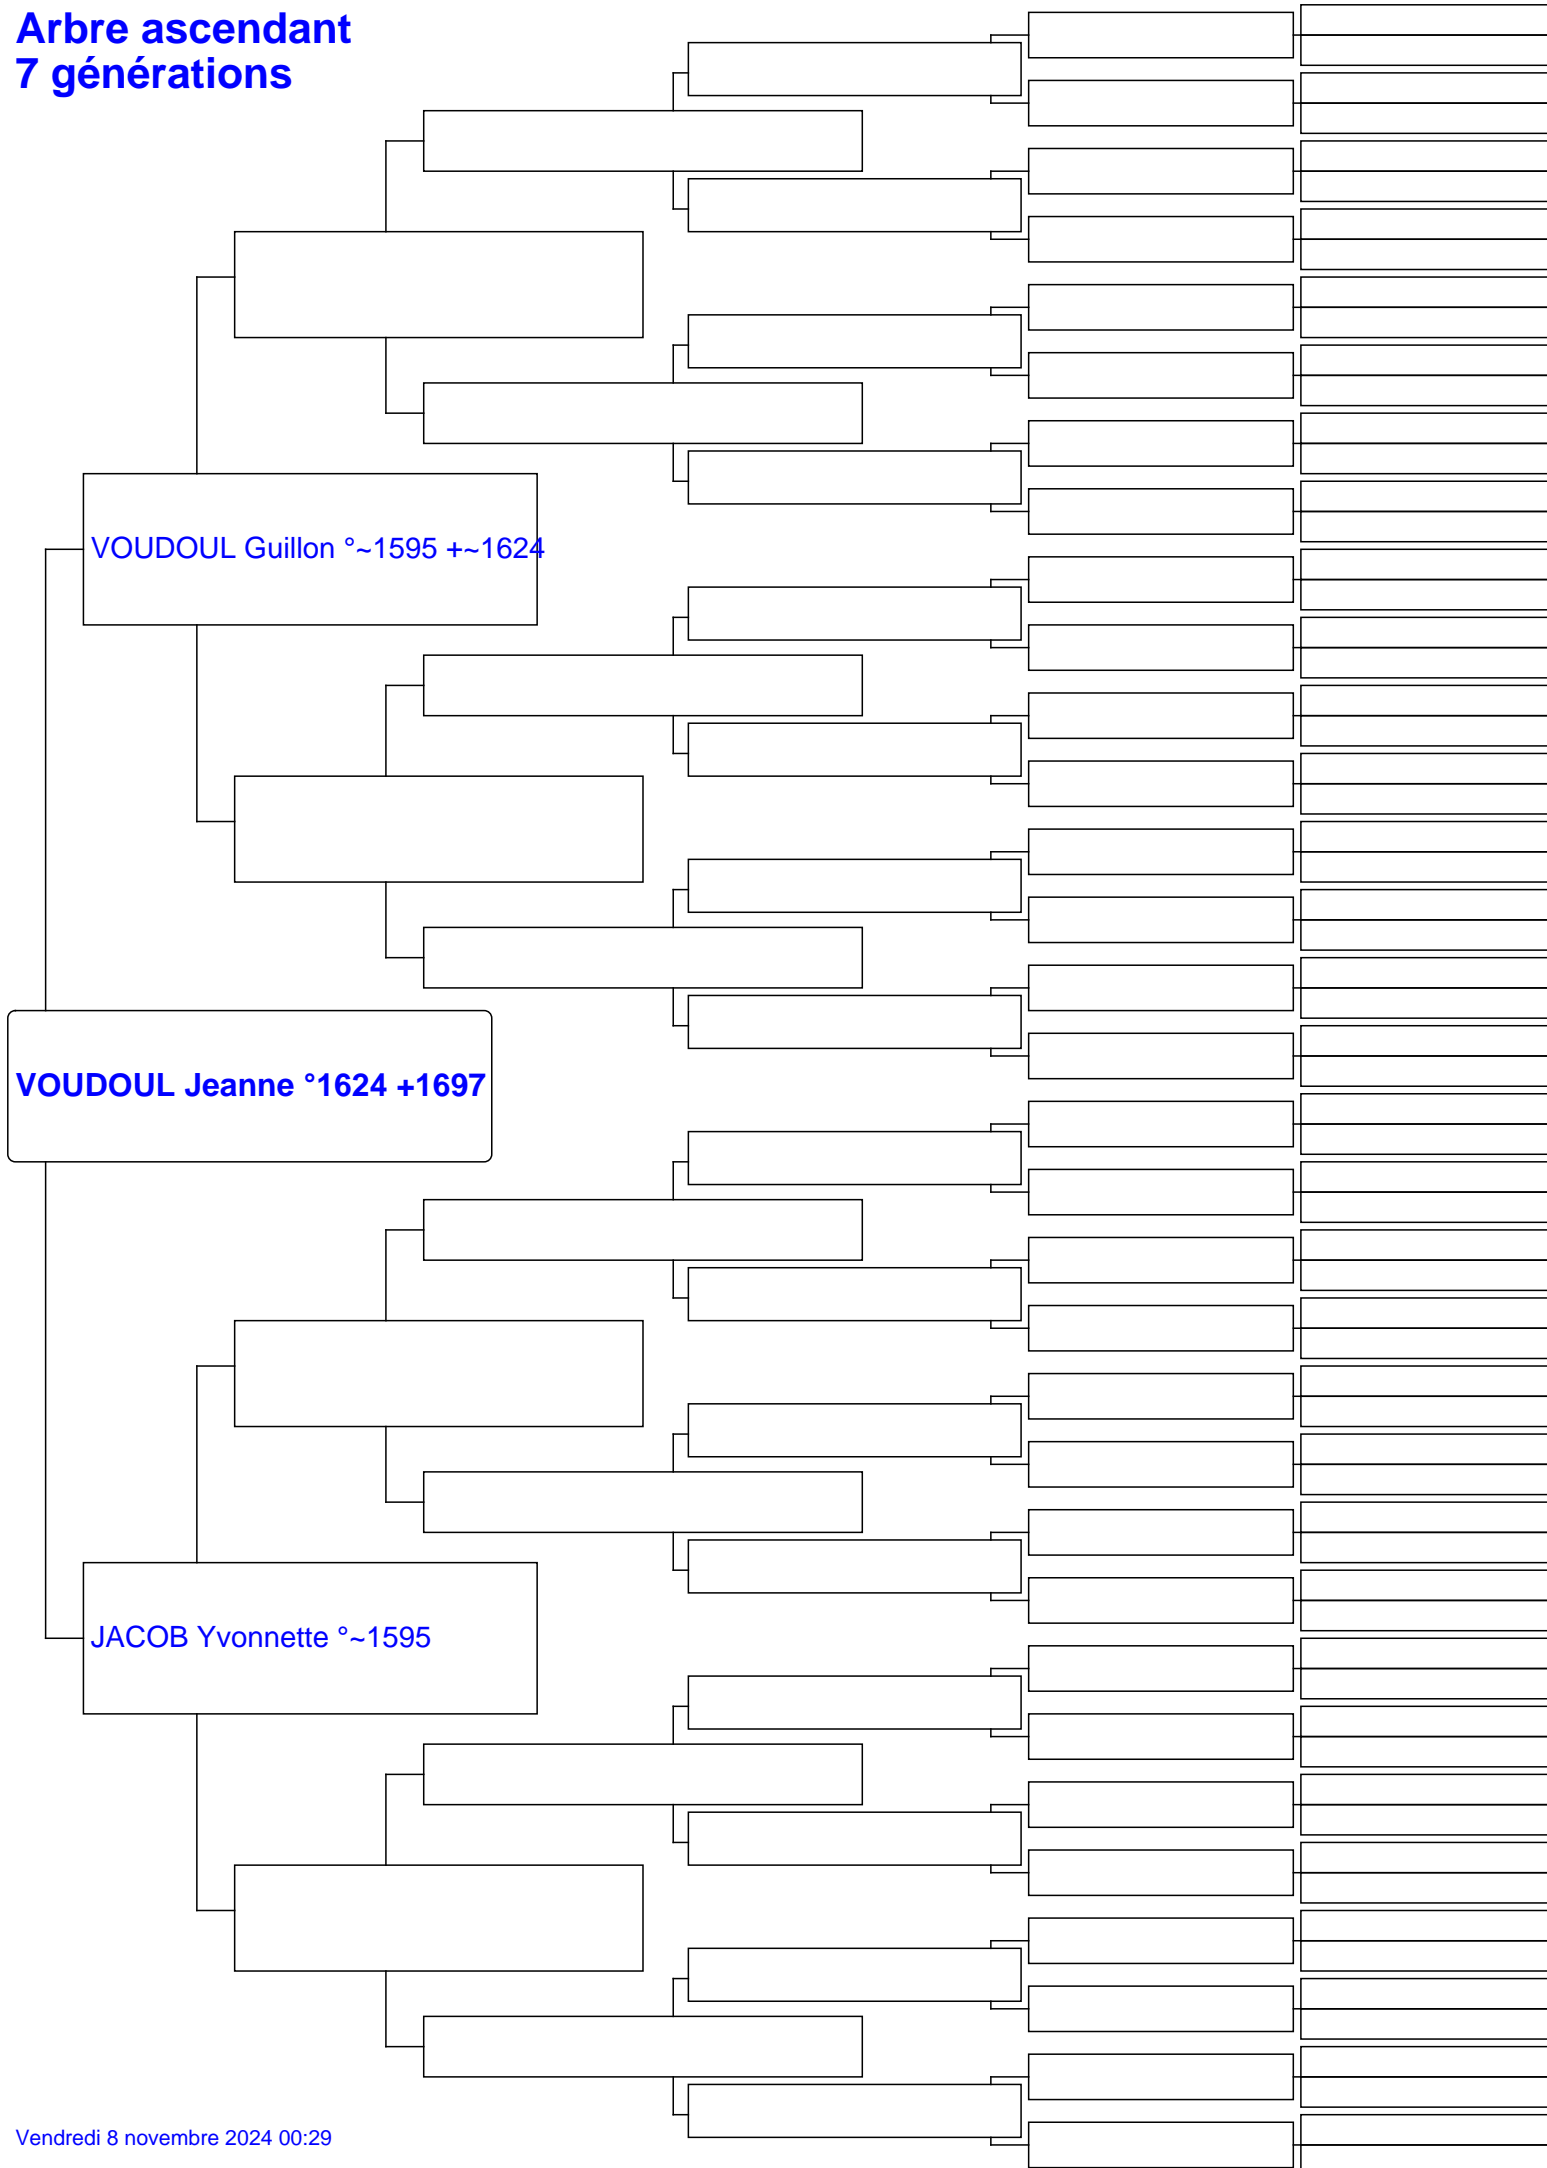 Arbre ascendant
7 générations
VOUDOUL Guillon °~1595 +~1624
VOUDOUL Jeanne °1624 +1697
JACOB Yvonnette °~1595
Vendredi 8 novembre 2024 00:29